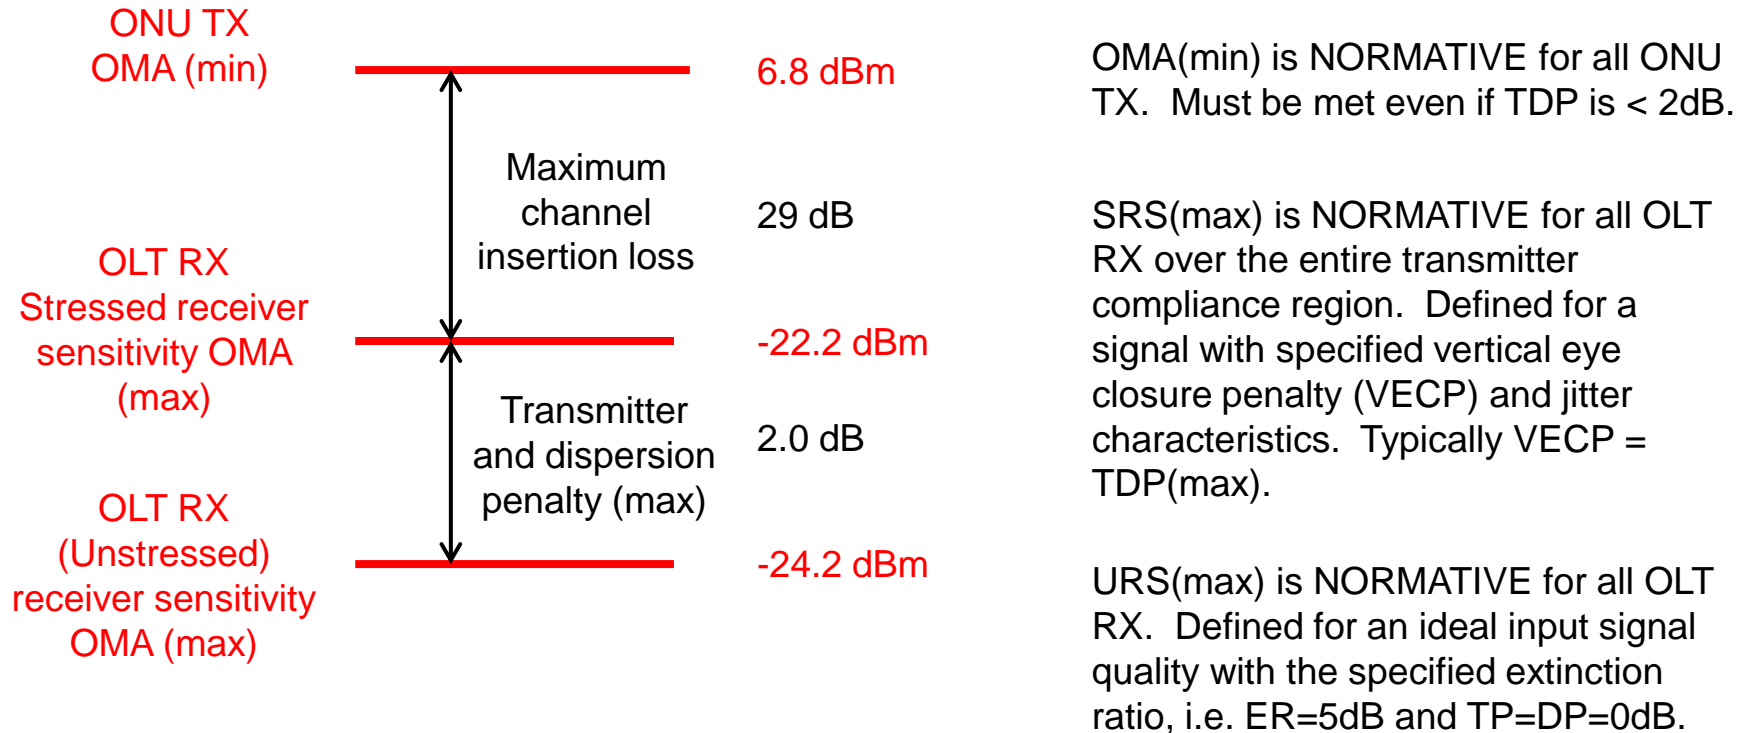 ONU TX
OMA (min)
6.8 dBm
OMA(min) is NORMATIVE for all ONU
TX.  Must be met even if TDP is < 2dB.
Maximum
channel
insertion loss
29 dB
SRS(max) is NORMATIVE for all OLT
RX over the entire transmitter
compliance region.  Defined for a
signal with specified vertical eye
closure penalty (VECP) and jitter
characteristics.  Typically VECP =
TDP(max).
OLT RX
Stressed receiver
sensitivity OMA
(max)
-22.2 dBm
Transmitter
and dispersion
penalty (max)
2.0 dB
OLT RX
(Unstressed)
receiver sensitivity
OMA (max)
-24.2 dBm
URS(max) is NORMATIVE for all OLT
RX.  Defined for an ideal input signal
quality with the specified extinction
ratio, i.e. ER=5dB and TP=DP=0dB.